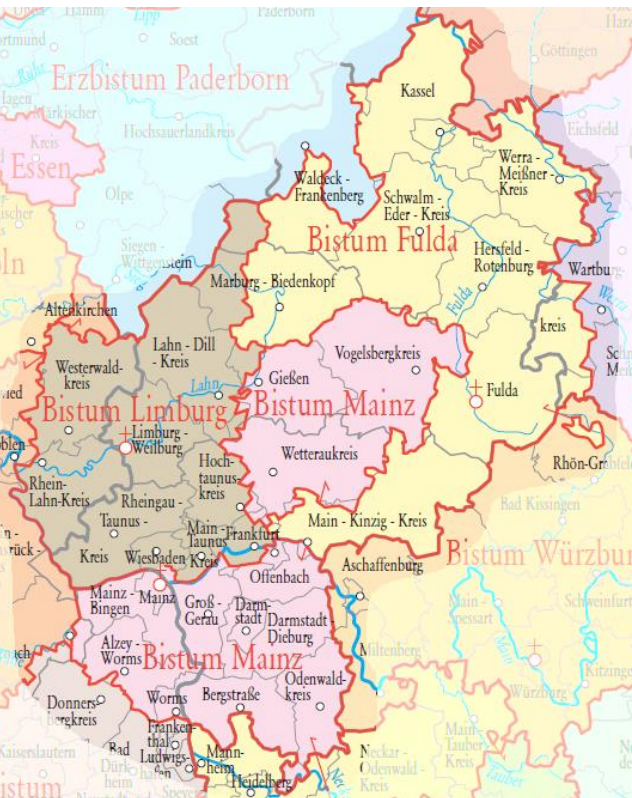 Paderborn
Lipp
Soest
Göttingen
Erzbistum Paderborn
Ruhr
Hagen
Märkischer
Kreis
Hochsauerlandkreis
Kassel
Eichsfeld
Essen
Olpe
Waldeck -
Frankenberg
Werra -
Meißner -
Kreis
Schwalm -
Eder - Kreis
Siegen -
Wittgenstein
Bistum Fulda
Hersfeld -
Rotenburg
Wartburg-
kreis
Marburg - Biedenkopf
Fulda
Werra
Altenkirchen
Lahn - Dill
- Kreis
Vogelsbergkreis
Westerwald-
kreis
Lahn
Gießen
Fulda
Bistum Limburg
Bistum Mainz
Limburg -
Weilburg
Wetteraukreis
Hoch-
taunus-
kreis
Rhön-Gr
Rhein-
Lahn-Kreis
Rheingau -
Taunus -
Kreis
Bad Kissingen
Main -
Taunus
Kreis
Frankfurt
Main - Kinzig - Kreis
Wiesbaden
Offenbach
Aschaffenburg
Bistum Würzbur
Mainz -
Bingen
Mainz
Groß -
Gerau
Darm-
stadt
Darmstadt -
Dieburg
Main -
Spessart
Schweinfurt
Alzey -
Worms
Bistum Mainz
Miltenberg
Main
Kitzingen
Würzburg
Donners-
bergkreis
Worms
Bergstraße
Odenwald-
kreis
Kaiserslautern
Franken-
thal
Ludwigs-
hafen
Bad
Dürk
heim
Mann-
heim
Heidelberg
Neckar -
Odenwald -
Kreis
Main
Tauber
Kreis
Tauber
istum